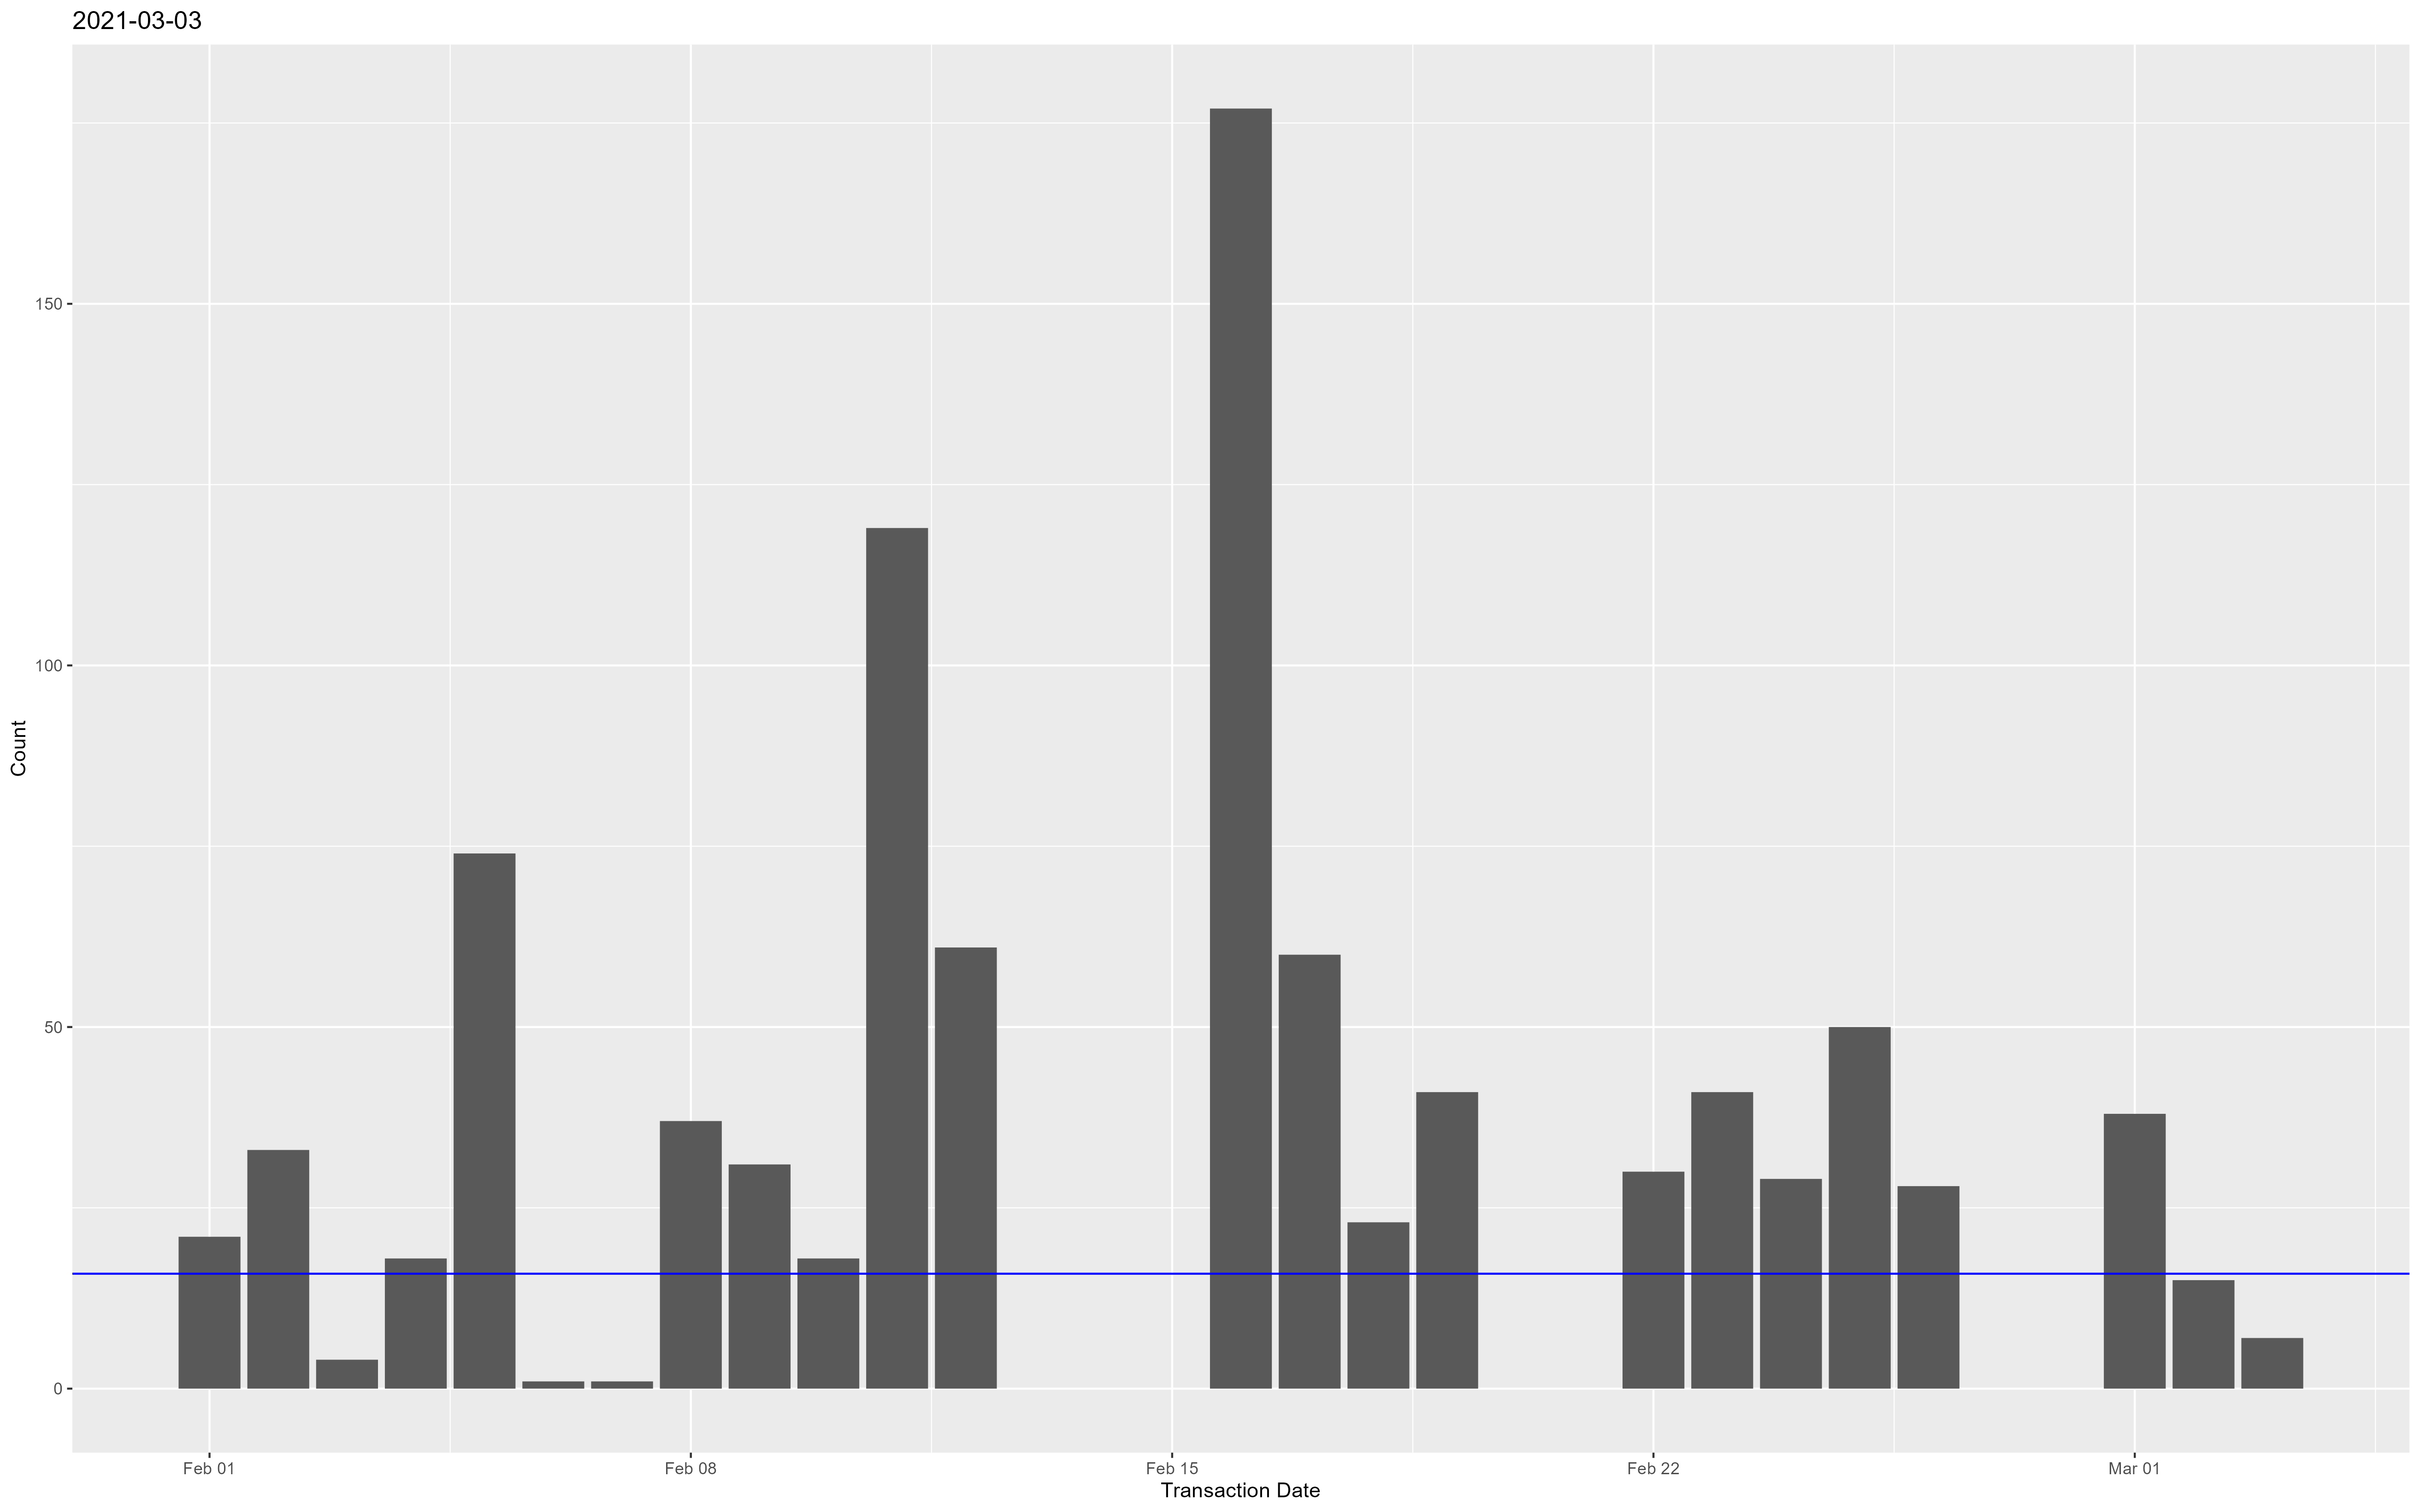 2021-03-03
150
100
50
0
Count
Feb 01
Feb 08
Feb 15
Feb 22
Mar 01
Transaction Date